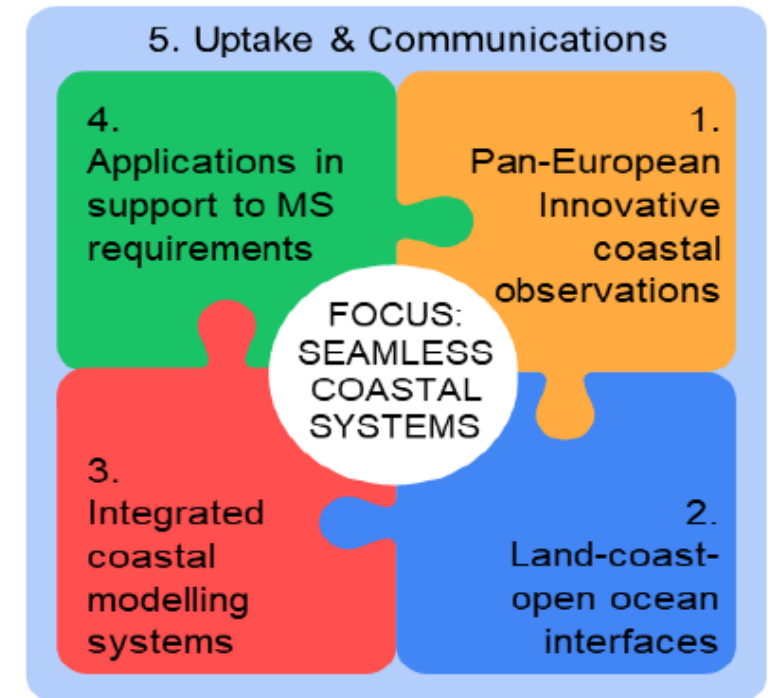 5. Uptake & Communications
4.
Applications in
support to MS
requirements
1.
Pan-European
Innovative
coastal
observations
FOCUS:
SEAMLESS
COASTAL
SYSTEMS
3.
Integrated
coastal
modelling
systems
2.
Land-coast-
open ocean
interfaces